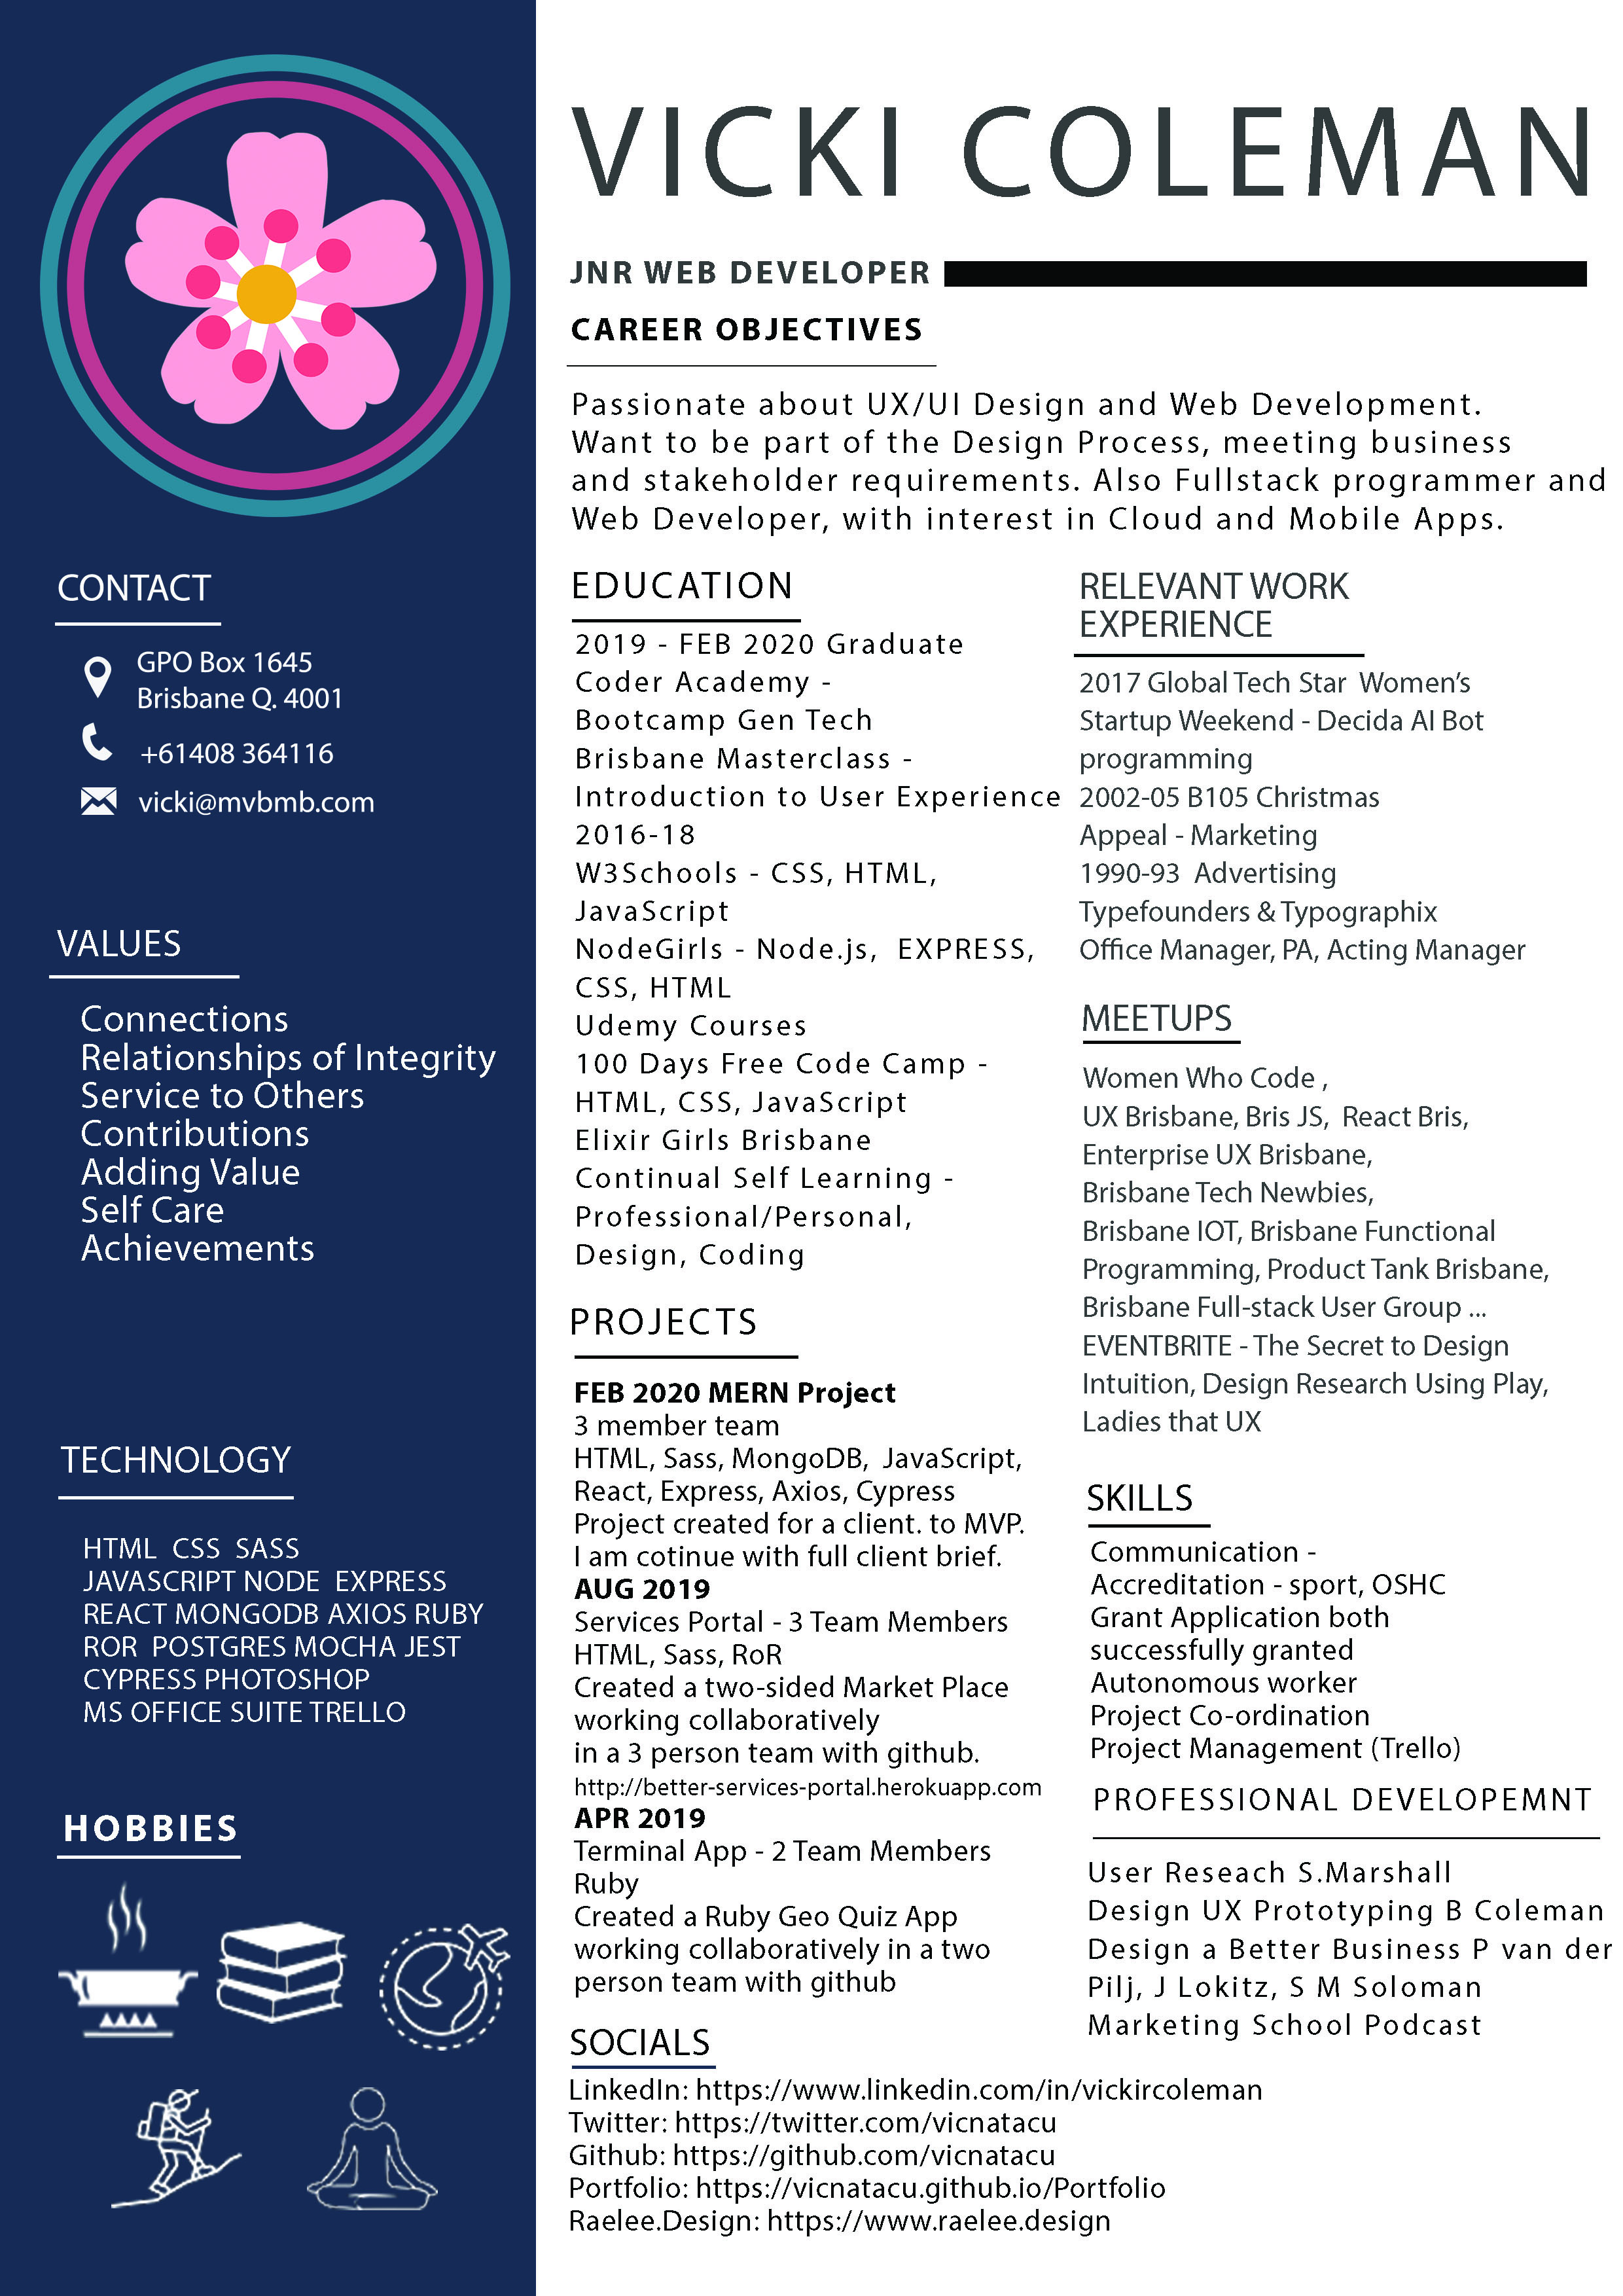 VICKI COLEMAN
JNR WEB DEVELOPER
CAREER OBJECTIVES
Passionate about UX/UI Design and Web Development.
Want to be part of the Design Process, meeting business
and stakeholder requirements. Also Fullstack programmer and
Web Developer, with interest in Cloud and Mobile Apps.
CONTACT
GPO Box 1645
Brisbane Q. 4001
+61408 364116
vicki@mvbmb.com
VALUES
Connections
Relationships of Integrity
Service to Others
Contributions
Adding Value
Self Care
Achievements
TECHNOLOGY
HTML CSS SASS
JAVASCRIPT NODE EXPRESS
REACT MONGODB AXIOS RUBY
ROR POSTGRES MOCHA JEST
CYPRESS PHOTOSHOP
MS OFFICE SUITE TRELLO
HOBBIES
EDUCATION
2019 - FEB 2020 Graduate
Coder Academy -
Bootcamp Gen Tech
Brisbane Masterclass -
Introduction to User Experience
2016-18
W3Schools - CSS, HTML,
JavaScript
NodeGirls - Node.js, EXPRESS,
CSS, HTML
Udemy Courses
100 Days Free Code Camp -
HTML, CSS, JavaScript
Elixir Girls Brisbane
Continual Self Learning -
Professional/Personal,
Design, Coding
PROJECTS
FEB 2020 MERN Project
3 member team
HTML, Sass, MongoDB, JavaScript,
React, Express, Axios, Cypress
Project created for a client. to MVP.
I am cotinue with full client brief.
AUG 2019
Services Portal - 3 Team Members
HTML, Sass, RoR
Created a two-sided Market Place
working collaboratively
in a 3 person team with github.
http://better-services-portal.herokuapp.com
APR 2019
Terminal App - 2 Team Members
Ruby
Created a Ruby Geo Quiz App
working collaboratively in a two
person team with github
RELEVANT WORK
EXPERIENCE
2017 Global Tech Star Women's
Startup Weekend - Decida AI Bot
programming
2002-05 B105 Christmas
Appeal - Marketing
1990-93 Advertising
Typefounders & Typographix
Office Manager, PA, Acting Manager
MEETUPS
Women Who Code ,
UX Brisbane, Bris JS, React Bris,
Enterprise UX Brisbane,
Brisbane Tech Newbies,
Brisbane IOT, Brisbane Functional
Programming, Product Tank Brisbane,
Brisbane Full-stack User Group ...
EVENTBRITE - The Secret to Design
Intuition, Design Research Using Play,
Ladies that UX
SKILLS
Communication -
Accreditation - sport, OSHC
Grant Application both
successfully granted
Autonomous worker
Project Co-ordination
Project Management (Trello)
PROFESSIONAL DEVELOPEMNT
User Reseach S.Marshall
Design UX Prototyping B Coleman
Design a Better Business P van der
Pilj, J Lokitz, S M Soloman
Marketing School Podcast
SOCIALS
LinkedIn: https://www.linkedin.com/in/vickircoleman
Twitter: https://twitter.com/vicnatacu
Github: https://github.com/vicnatacu
Portfolio: https://vicnatacu.github.io/Portfolio
Raelee.Design: https://www.raelee.design